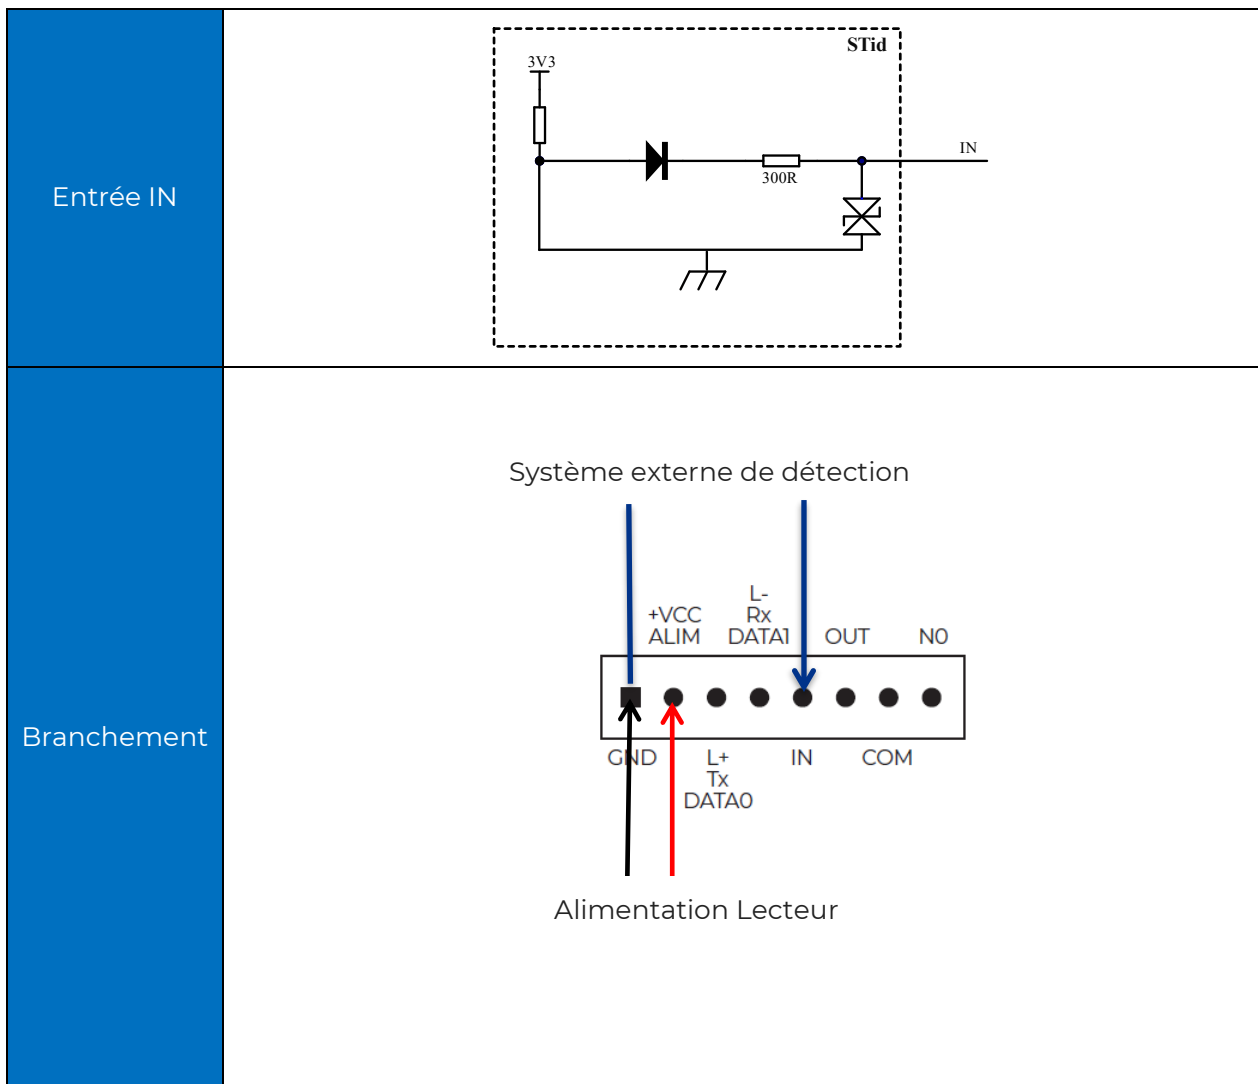 Entrée IN
STid
3V3
IN
300R
Branchement
Système externe de détection
L-
+VCC Rx
ALIM DATA1 OUT N0
GND L+ IN COM
Tx
DATA0
Alimentation Lecteur